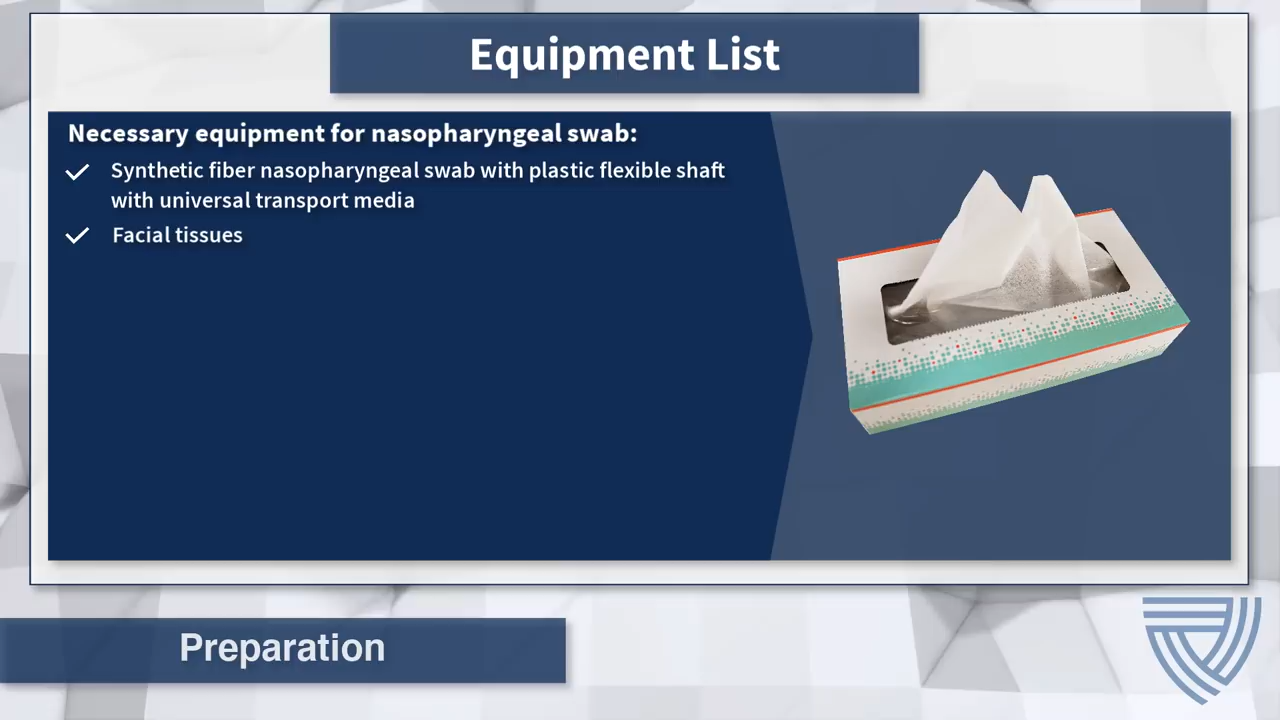 Equipment List
Necessary equipment for nasopharyngeal swab:
Synthetic fiber nasopharyngeal swab with plastic flexible shaft
with universal transport media
Facial tissues
Preparation